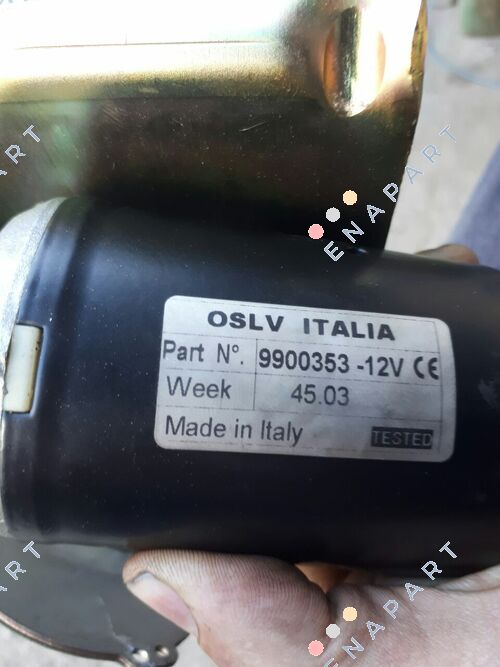 ENAPART
OSLV ITALIA
Part N°. 9900353 -12V CE
Week 45.03
Made in Italy TESTED
ENAPART